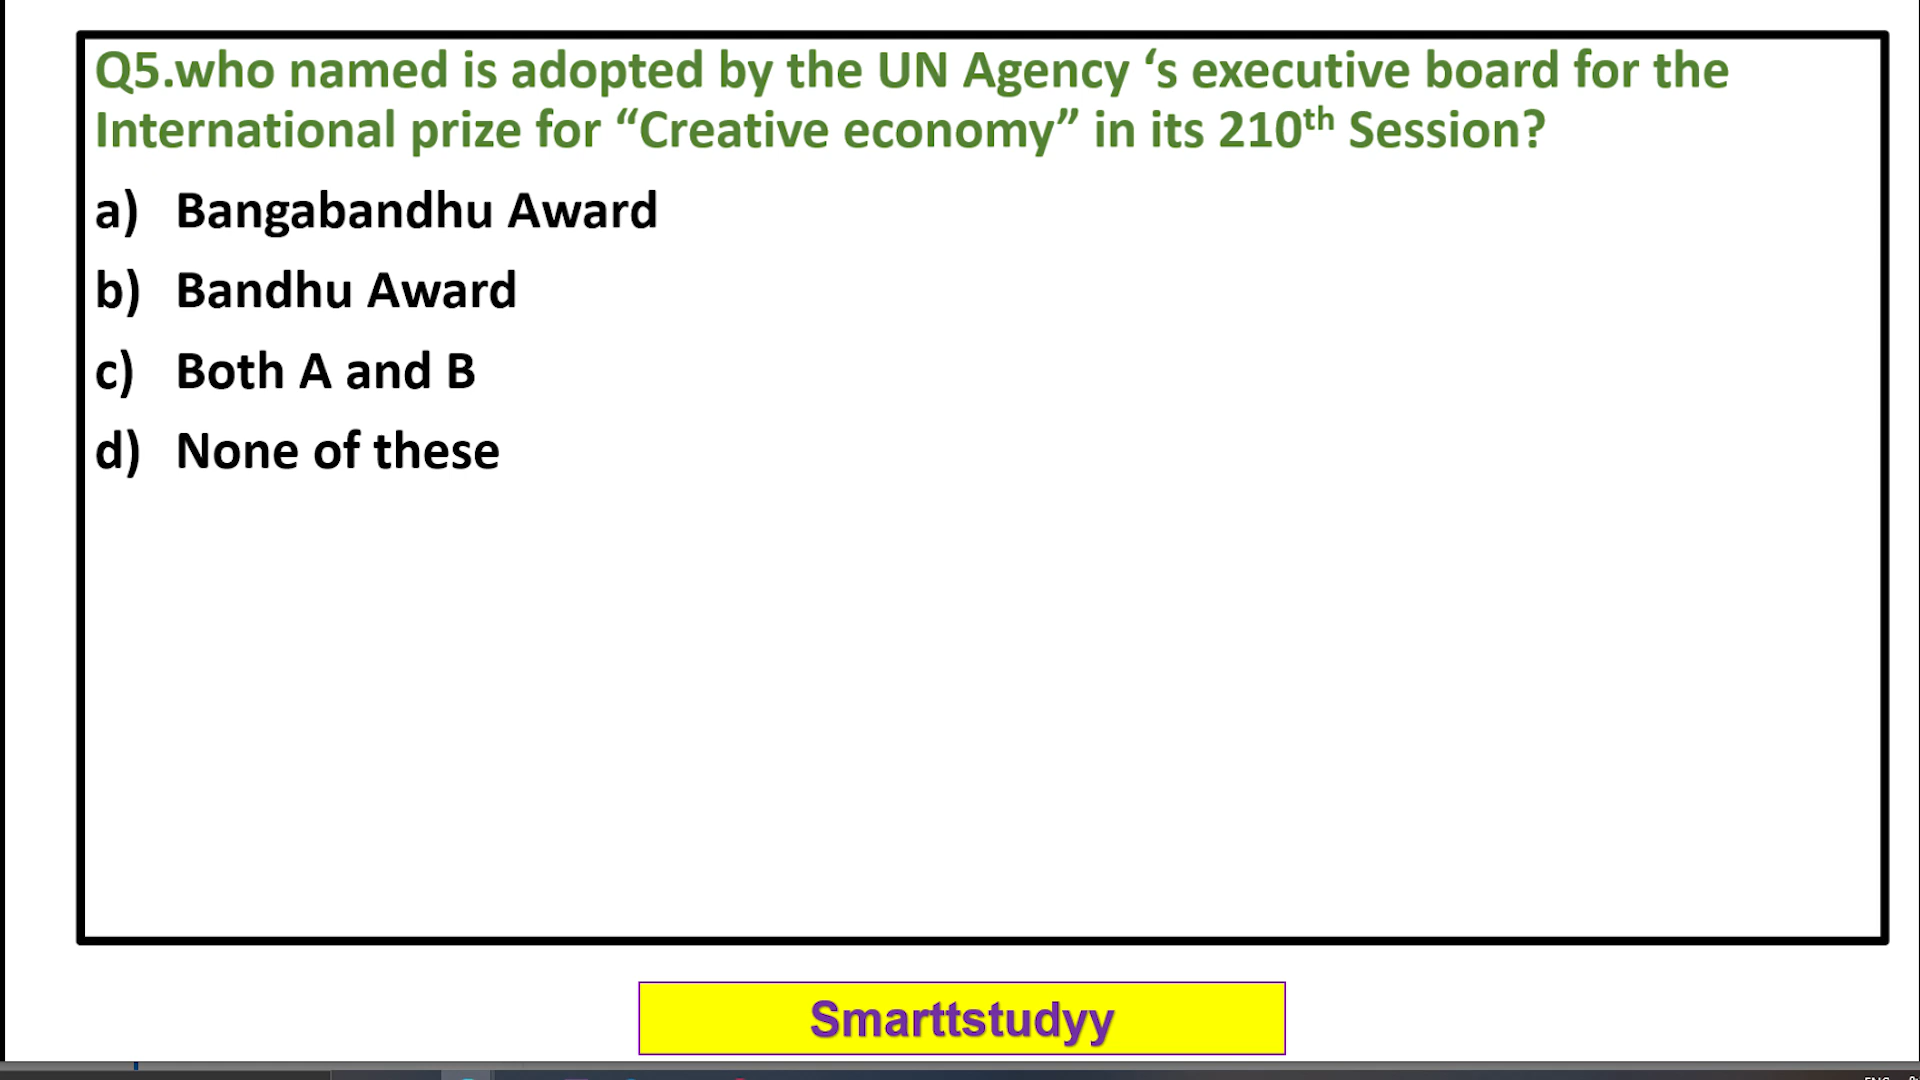 Q5.who named is adopted by the UN Agency ‘s executive board for the
International prize for “Creative economy” in its 210th Session?
a) Bangabandhu Award
b) Bandhu Award
c) Both A and B
d) None of these
Smarttstudyy